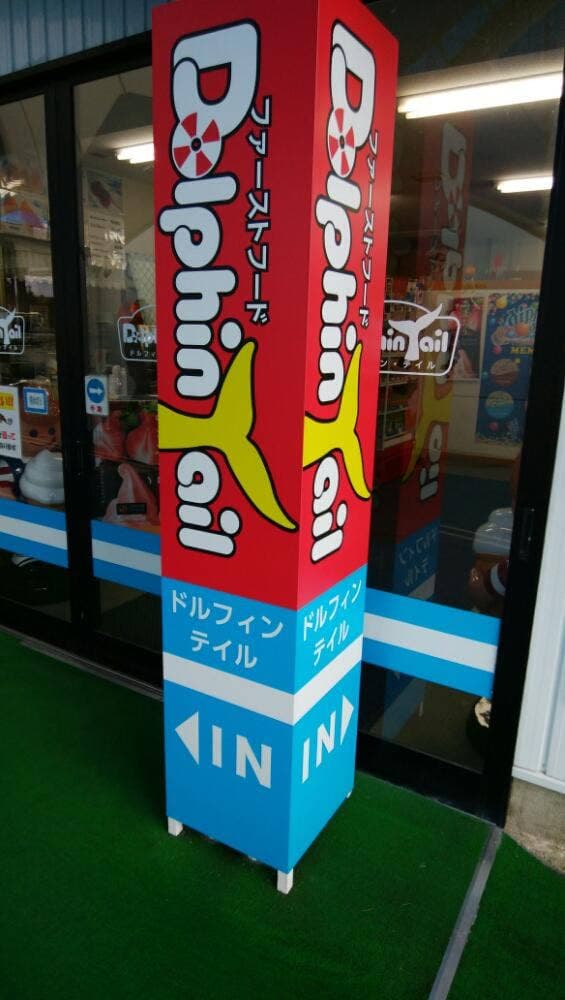 Dolphin Tail
ファーストフード
ドルフィン
テイル
IN
Dolphin Tail
ファーストフード
ドルフィン
テイル
IN